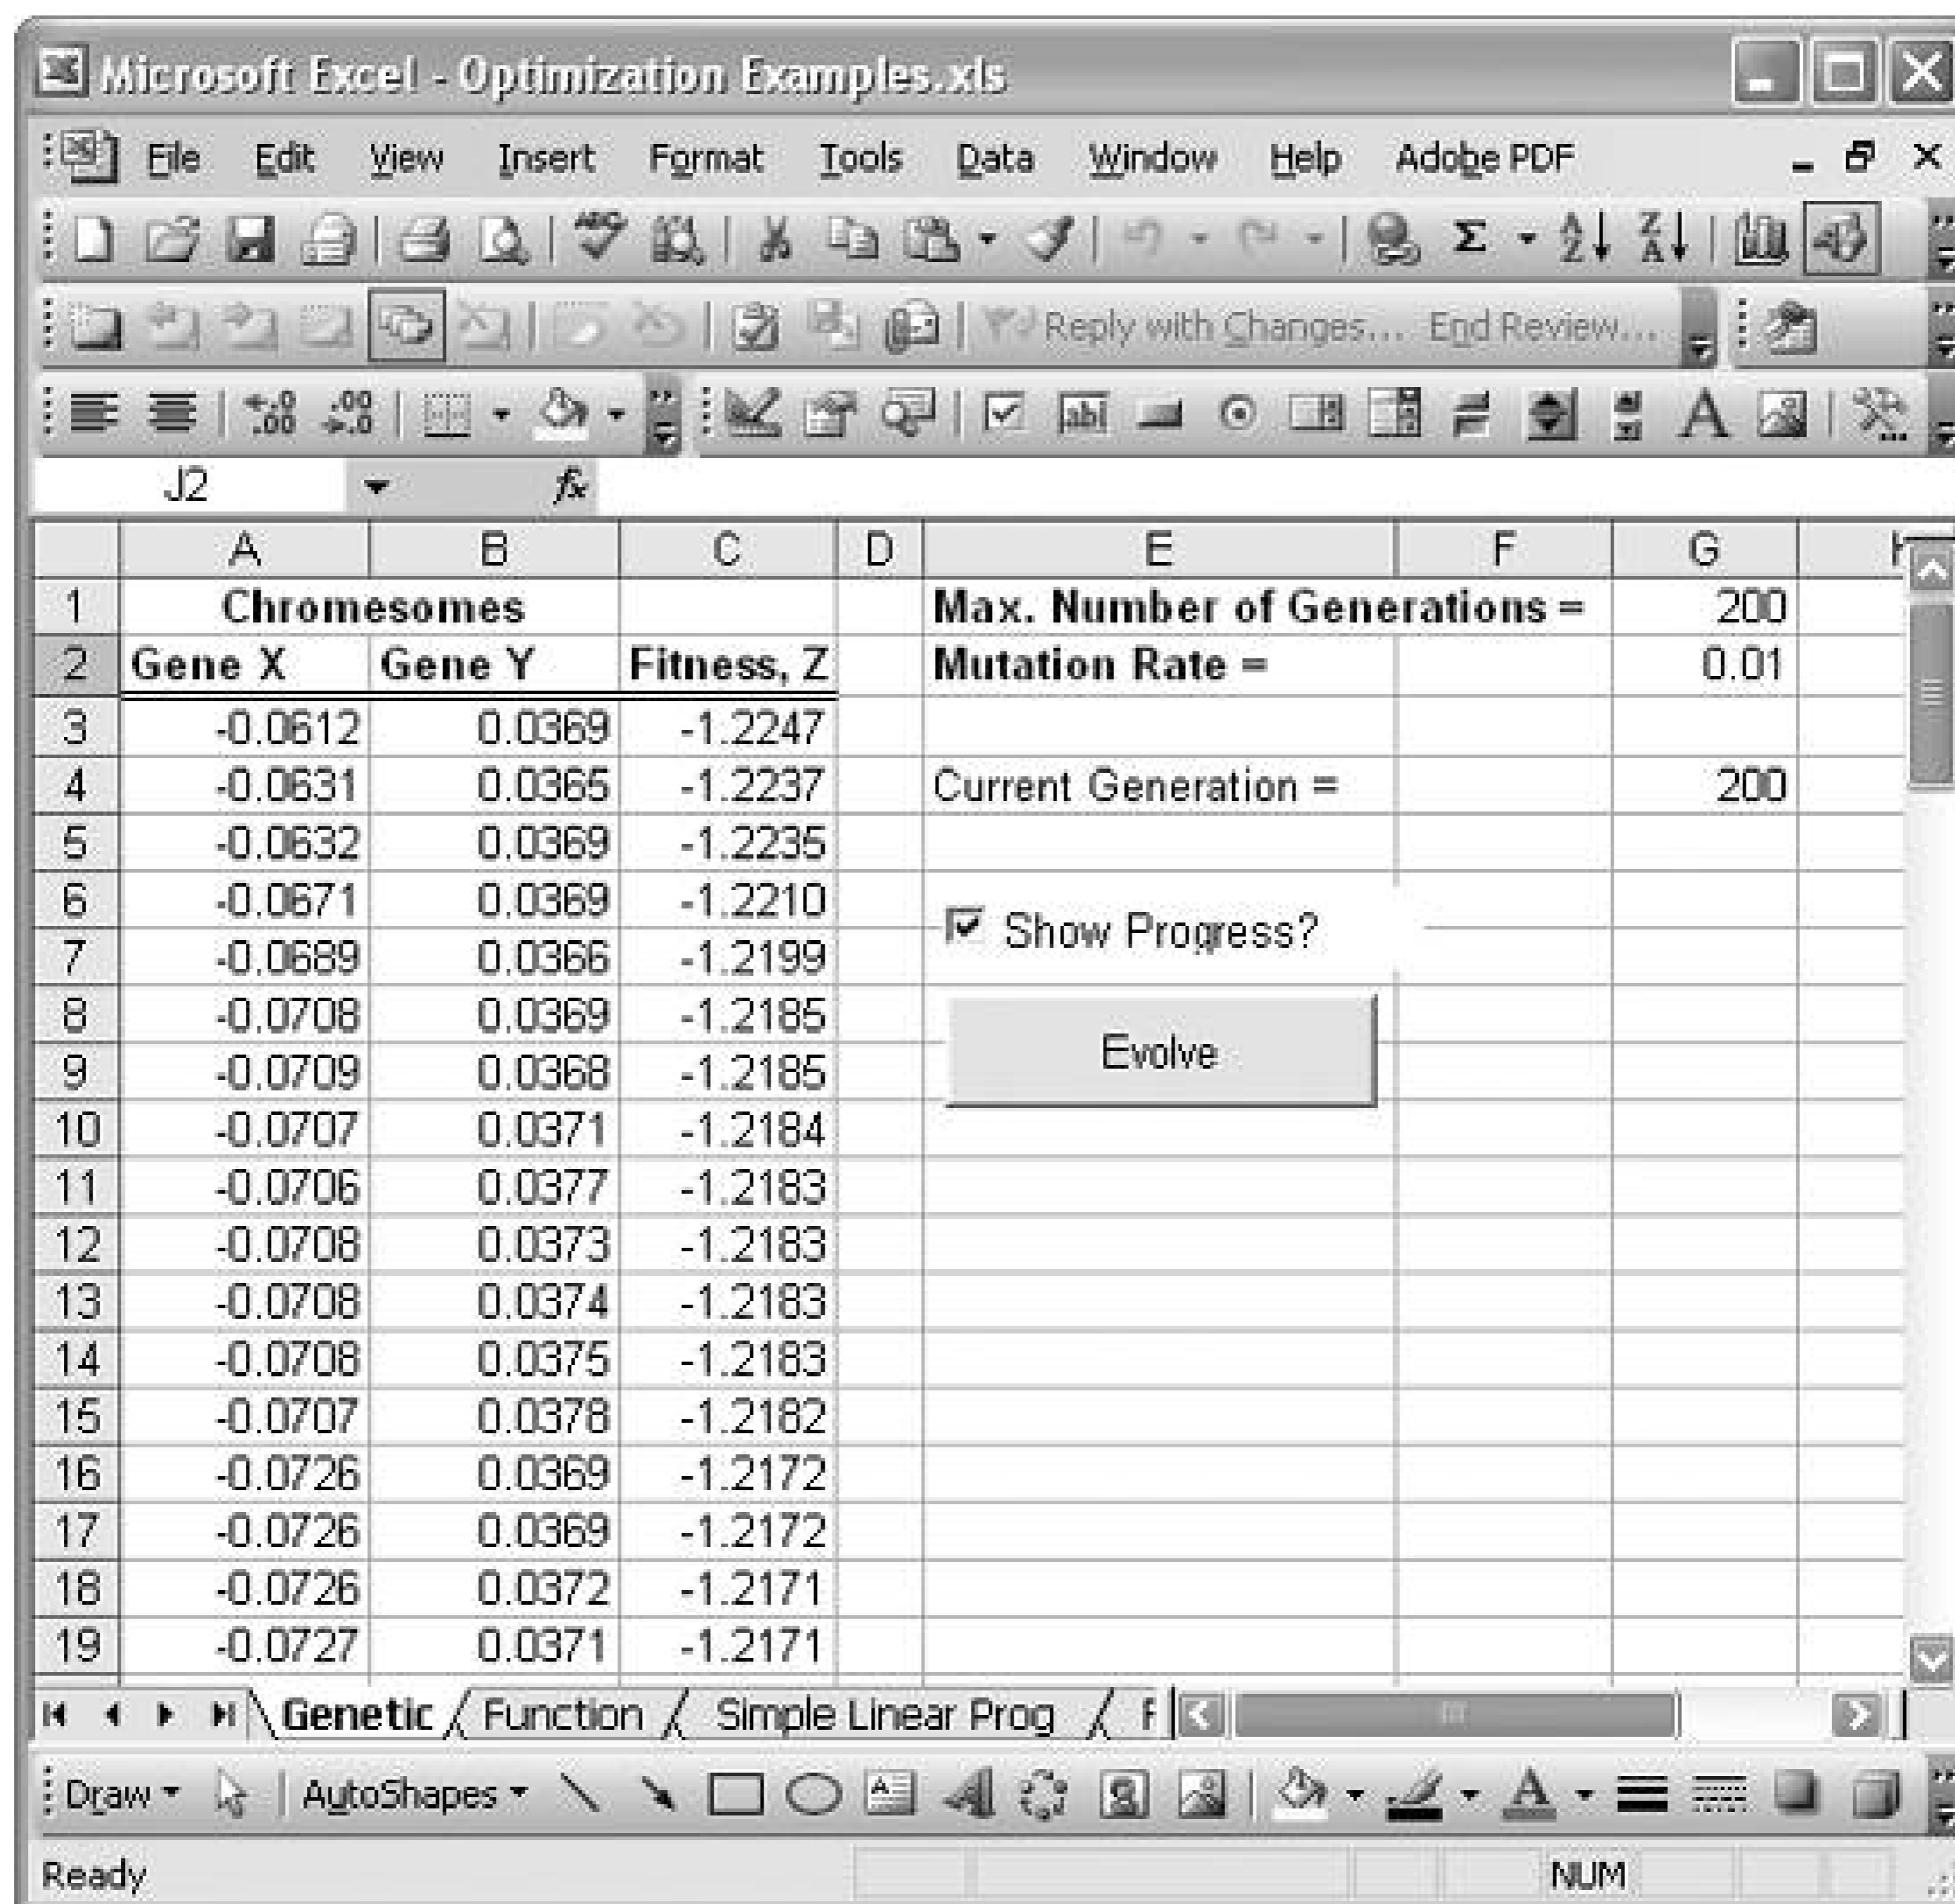 Microsoft Excel - Optimization Examples.xls
File Edit View Insert Format Tools Data Window Help Adobe PDF
Reply with Changes... End Review...
J2 fx
A B C D E F G
1 Chromesomes Max. Number of Generations = 200
2 Gene X Gene Y Fitness, Z Mutation Rate = 0.01
3 -0.0612 0.0369 -1.2247
4 -0.0631 0.0365 -1.2237 Current Generation = 200
5 -0.0632 0.0369 -1.2235
6 -0.0671 0.0369 -1.2210
Show Progress?
7 -0.0689 0.0366 -1.2199
8 -0.0708 0.0369 -1.2185
Evolve
9 -0.0709 0.0368 -1.2185
10 -0.0707 0.0371 -1.2184
11 -0.0706 0.0377 -1.2183
12 -0.0708 0.0373 -1.2183
13 -0.0708 0.0374 -1.2183
14 -0.0708 0.0375 -1.2183
15 -0.0707 0.0378 -1.2182
16 -0.0726 0.0369 -1.2172
17 -0.0726 0.0369 -1.2172
18 -0.0726 0.0372 -1.2171
19 -0.0727 0.0371 -1.2171
Genetic Function Simple Linear Prog
Draw AutoShapes
Ready NUM